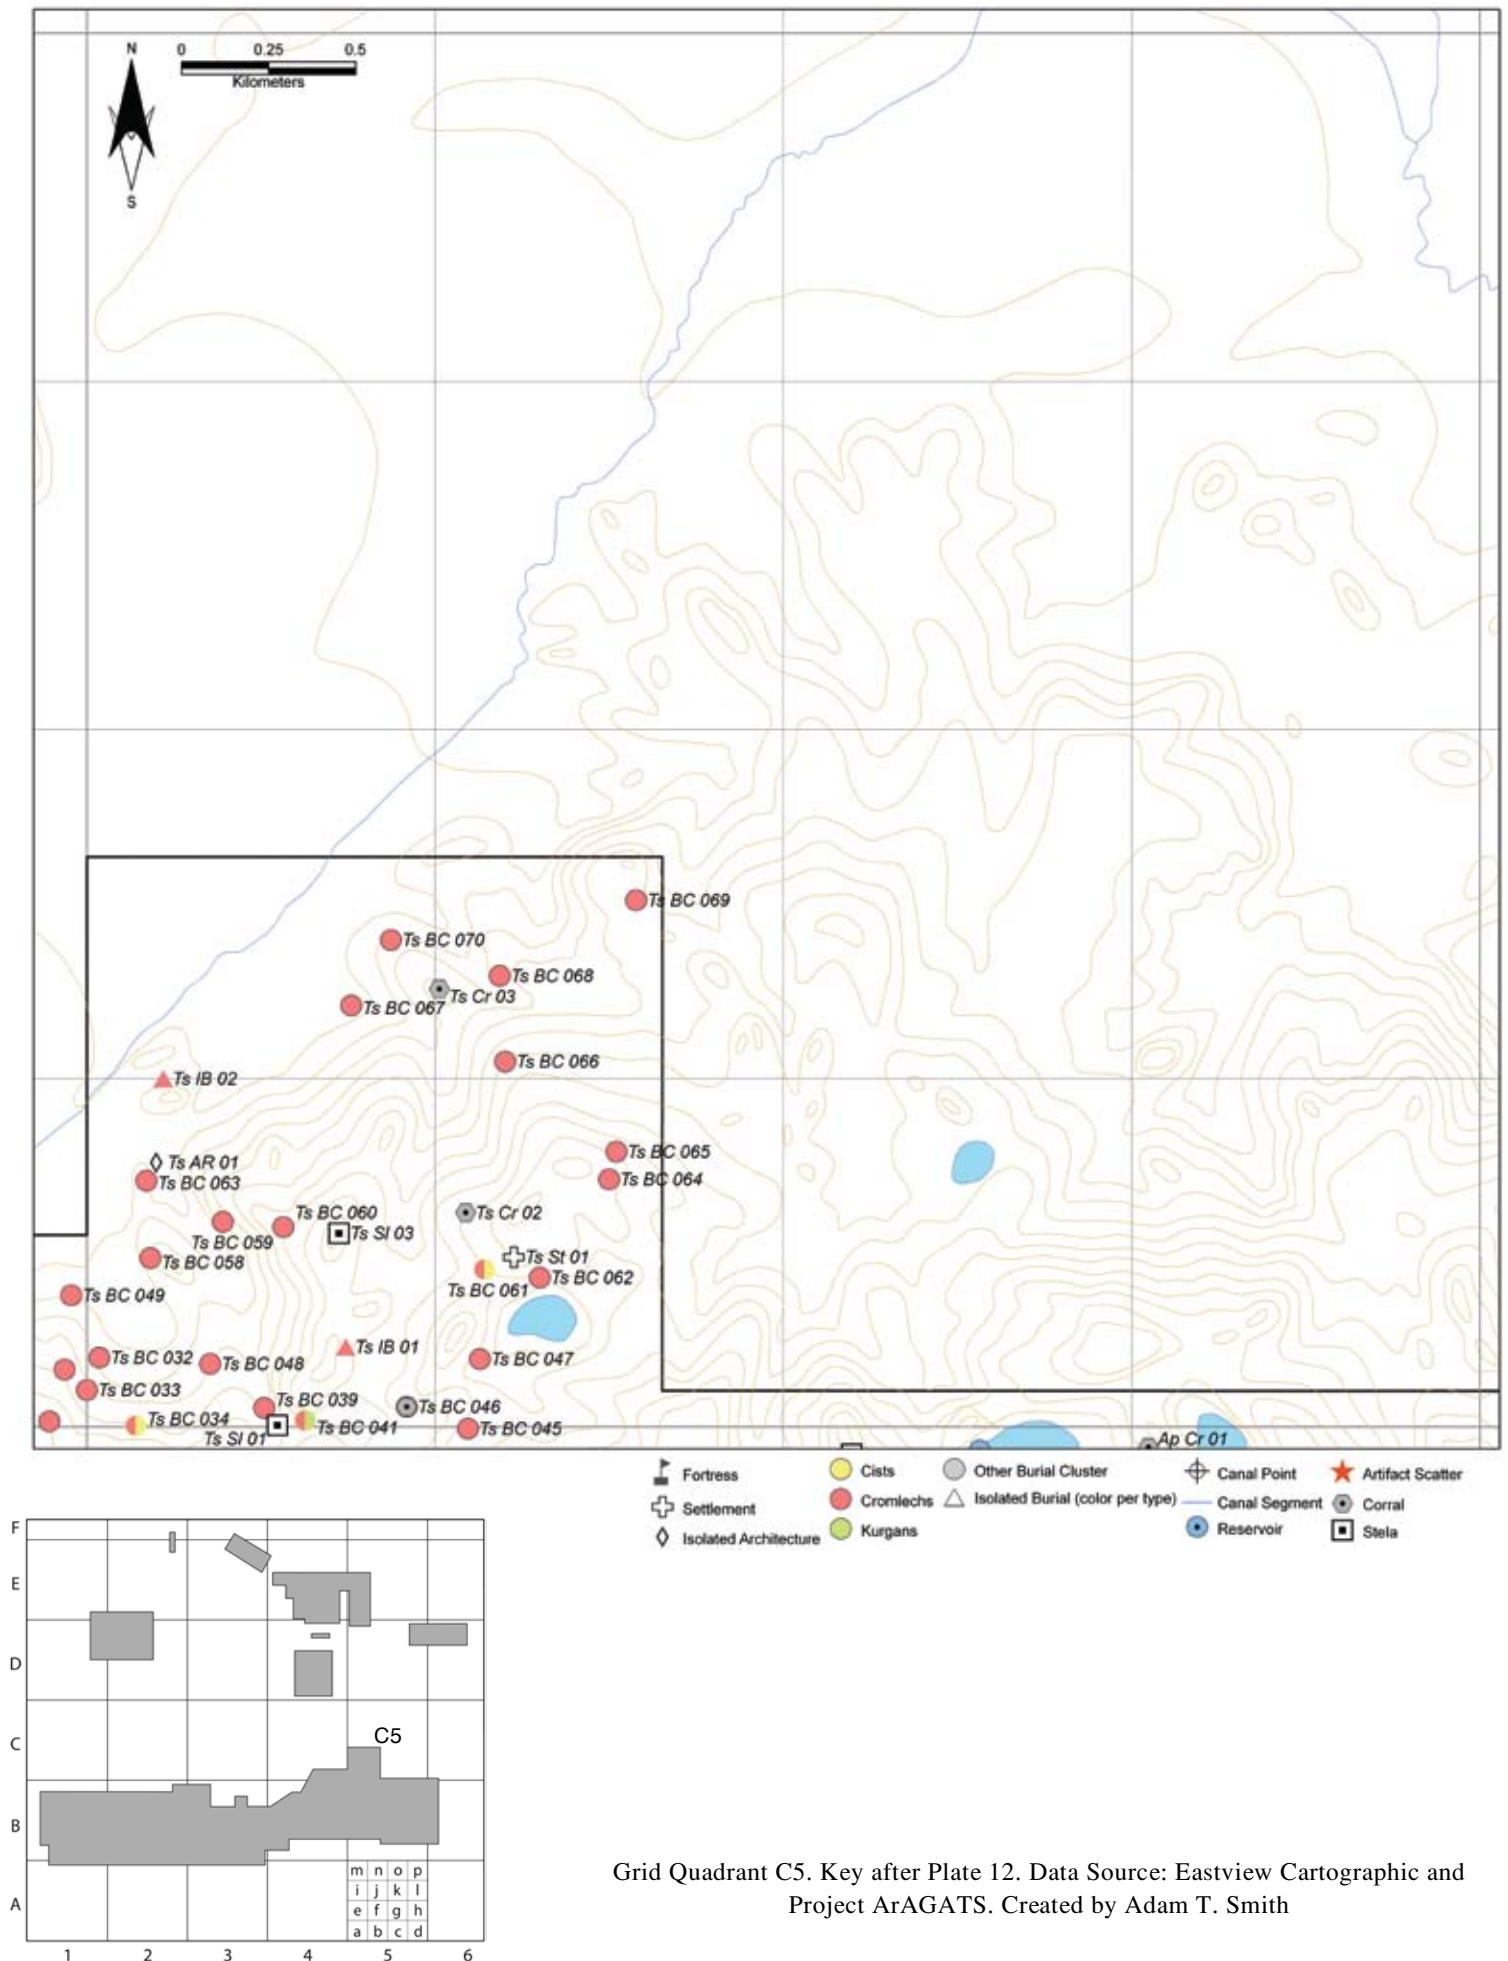 N
0 0.25 0.5
Kilometers
S
Ts BC 069
Ts BC 070
Ts BC 068
Ts Cr 03
Ts BC 067
Ts BC 066
Ts IB 02
Ts BC 065
Ts AR 01
Ts BC 064
Ts BC 063
Ts BC 060
Ts Cr 02
Ts SI 03
Ts BC 059
Ts St 01
Ts BC 058
Ts BC 062
Ts BC 061
Ts BC 049
Ts IB 01
Ts BC 032
Ts BC 047
Ts BC 048
Ts BC 033
Ts BC 039
Ts BC 046
Ts BC 034
Ts BC 041
Ts BC 045
Ts SI 01
Ap Cr 01
Fortress
Settlement
Isolated Architecture
Cists
Cromlechs
Kurgans
Other Burial Cluster
Isolated Burial (color per type)
Canal Point
Canal Segment
Reservoir
Artifact Scatter
Corral
Stela
F
E
D
C
B
A
C5
m n o p
i j k l
e f g h
a b c d
1 2 3 4 5 6
Grid Quadrant C5. Key after Plate 12. Data Source: Eastview Cartographic and
Project ArAGATS. Created by Adam T. Smith